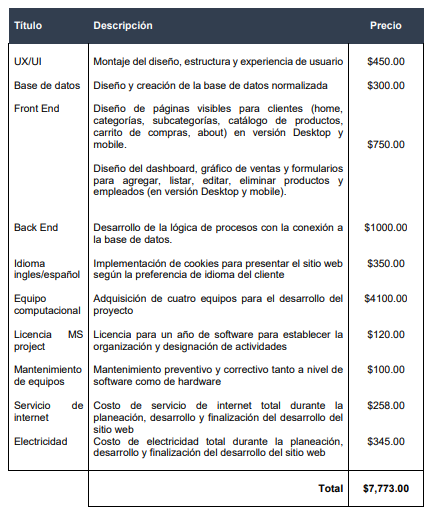 Título Descripción Precio
UX/UI Montaje del diseño, estructura y experiencia de usuario $450.00
Base de datos Diseño y creación de la base de datos normalizada $300.00
Front End Diseño de páginas visibles para clientes (home,
categorías, subcategorías, catálogo de productos,
carrito de compras, about) en versión Desktop y
mobile.
$750.00
Diseño del dashboard, gráfico de ventas y formularios
para agregar, listar, editar, eliminar productos y
empleados (en versión Desktop y mobile).
Back End Desarrollo de la lógica de procesos con la conexión a $1000.00
la base de datos.
Idioma Implementación de cookies para presentar el sitio web $350.00
ingles/español según la preferencia de idioma del cliente
Equipo Adquisición de cuatro equipos para el desarrollo del $4100.00
computacional proyecto
Licencia MS Licencia para un año de software para establecer la $120.00
project organización y designación de actividades
Mantenimiento Mantenimiento preventivo y correctivo tanto a nivel de $100.00
de equipos software como de hardware
Servicio de Costo de servicio de internet total durante la $258.00
internet planeación, desarrollo y finalización del desarrollo del
sitio web
Electricidad Costo de electricidad total durante la planeación, $345.00
desarrollo y finalización del desarrollo del sitio web
Total $7,773.00